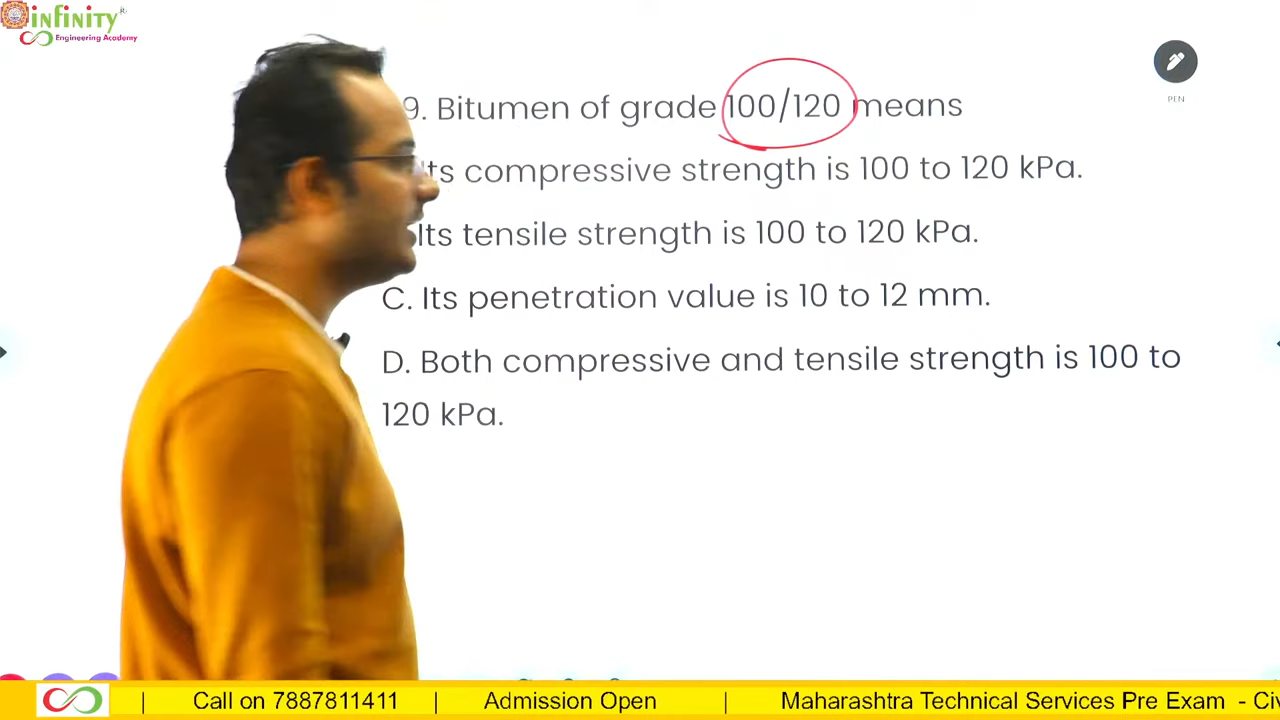 infinity
Engineering Academy
PEN
9. Bitumen of grade 100/120 means
Its compressive strength is 100 to 120 kPa.
Its tensile strength is 100 to 120 kPa.
C. Its penetration value is 10 to 12 mm.
D. Both compressive and tensile strength is 100 to
120 kPa.
| Call on 7887811411 | Admission Open | Maharashtra Technical Services Pre Exam -